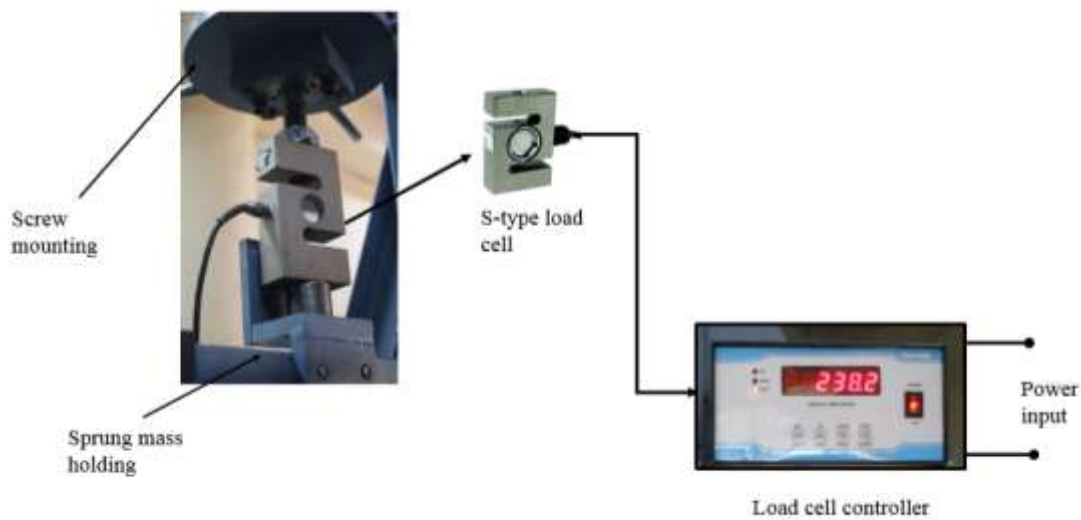 Screw
mounting
S-type load
cell
Sprung mass
holding
238.2
Power
input
Load cell controller